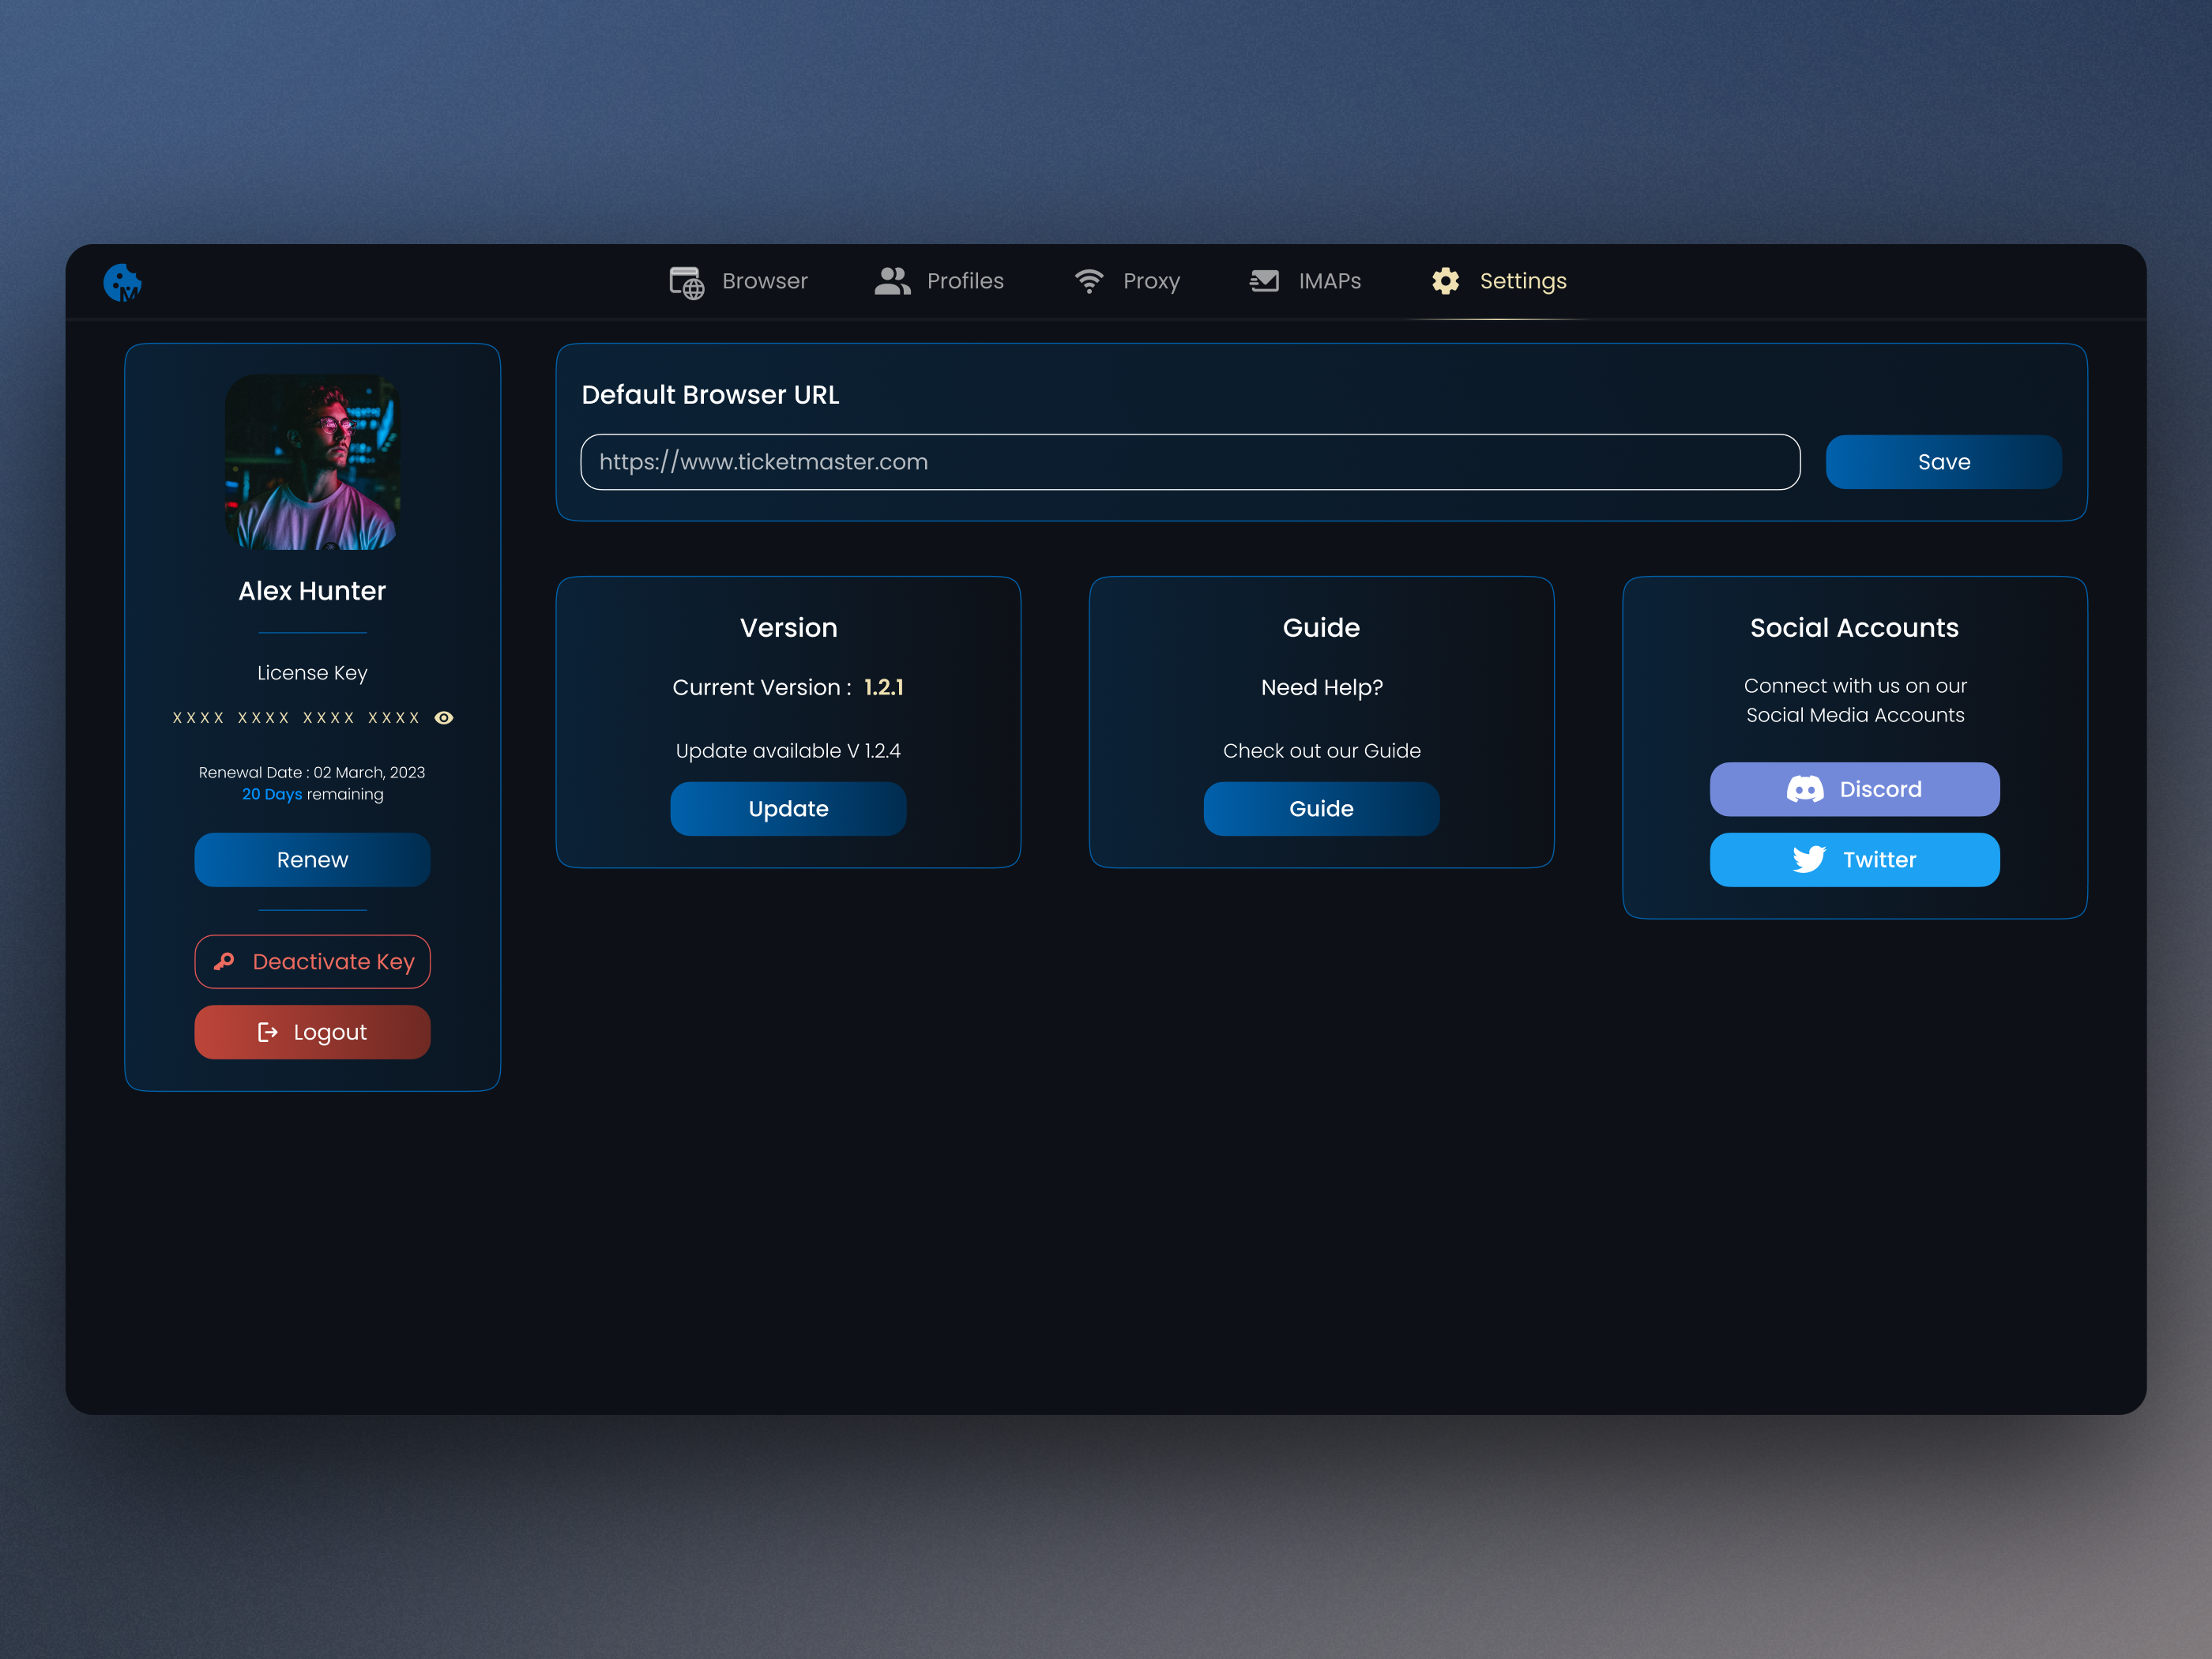 Browser
Profiles
Proxy
IMAPs
Settings
Alex Hunter
License Key
XXXX XXXX XXXX XXXX
Renewal Date : 02 March, 2023
20 Days remaining
Renew
Deactivate Key
Logout
Default Browser URL
https://www.ticketmaster.com
Save
Version
Current Version : 1.2.1
Update available V 1.2.4
Update
Guide
Need Help?
Check out our Guide
Guide
Social Accounts
Connect with us on our
Social Media Accounts
Discord
Twitter